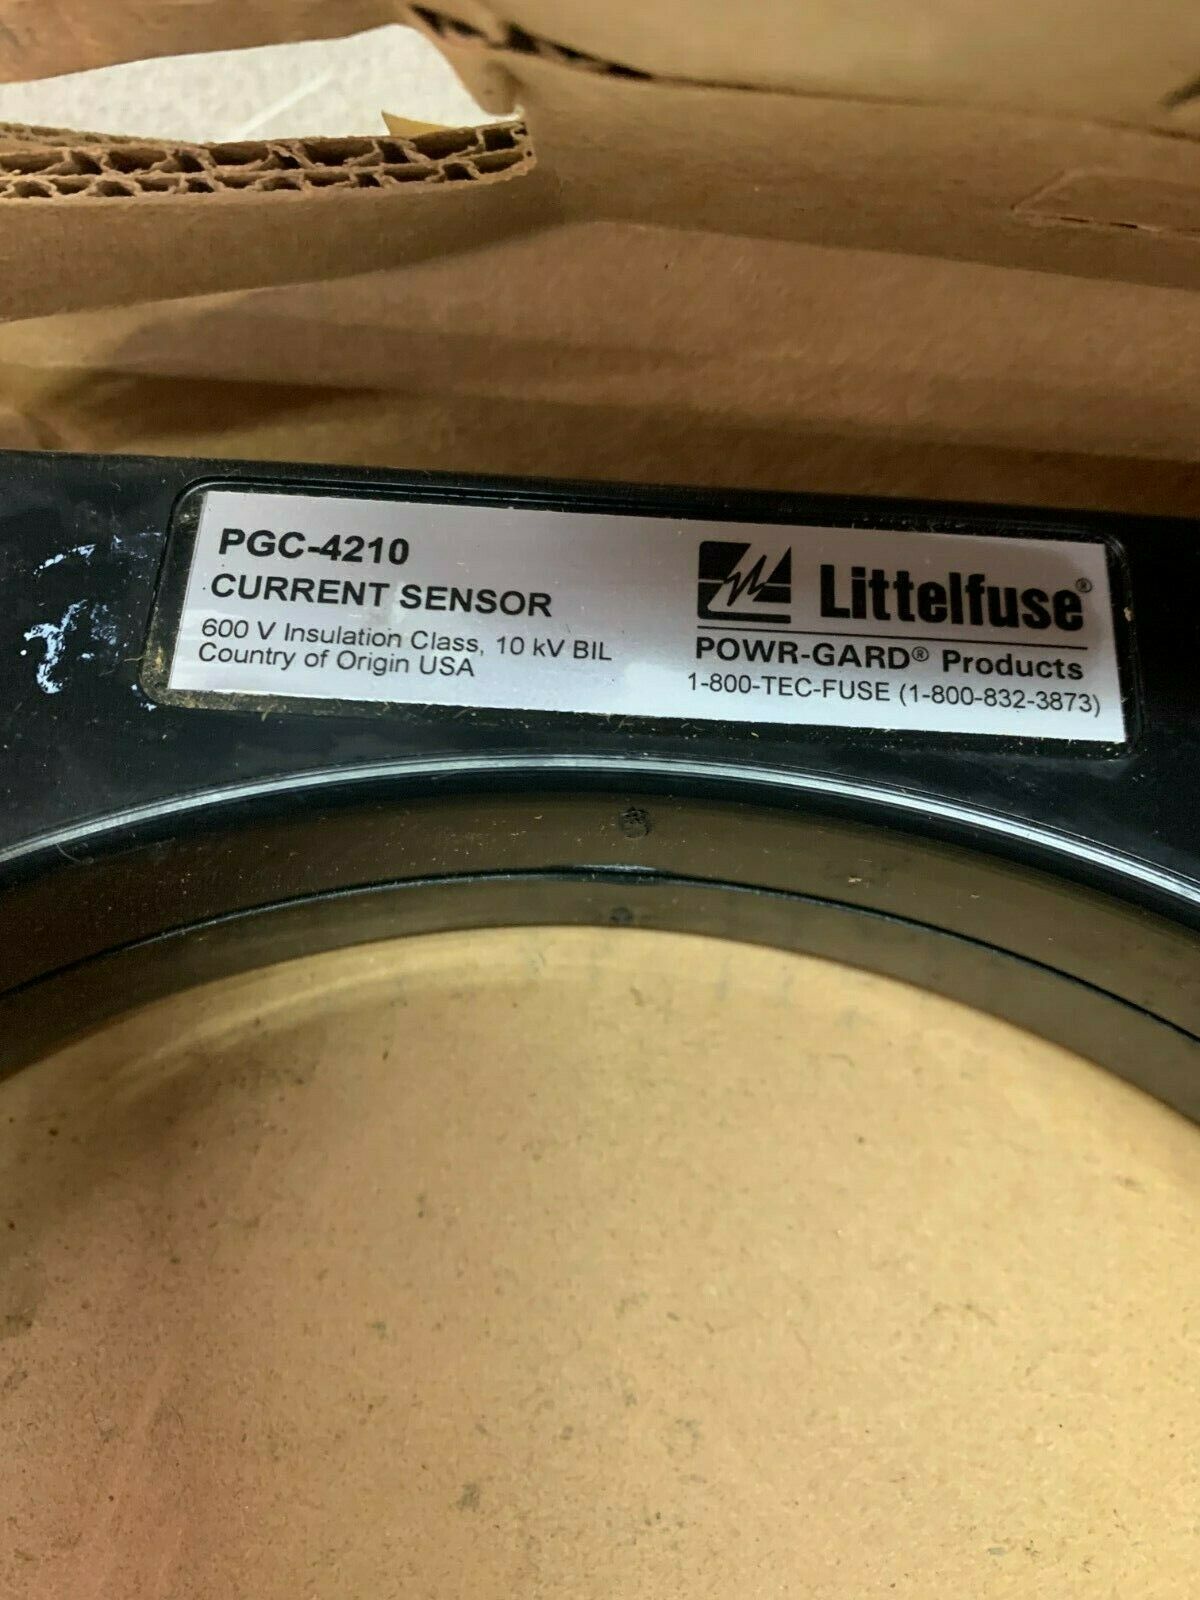 PGC-4210
CURRENT SENSOR
600 V Insulation Class, 10 kV BIL
Country of Origin USA
Littelfuse®
POWR-GARD® Products
1-800-TEC-FUSE (1-800-832-3873)